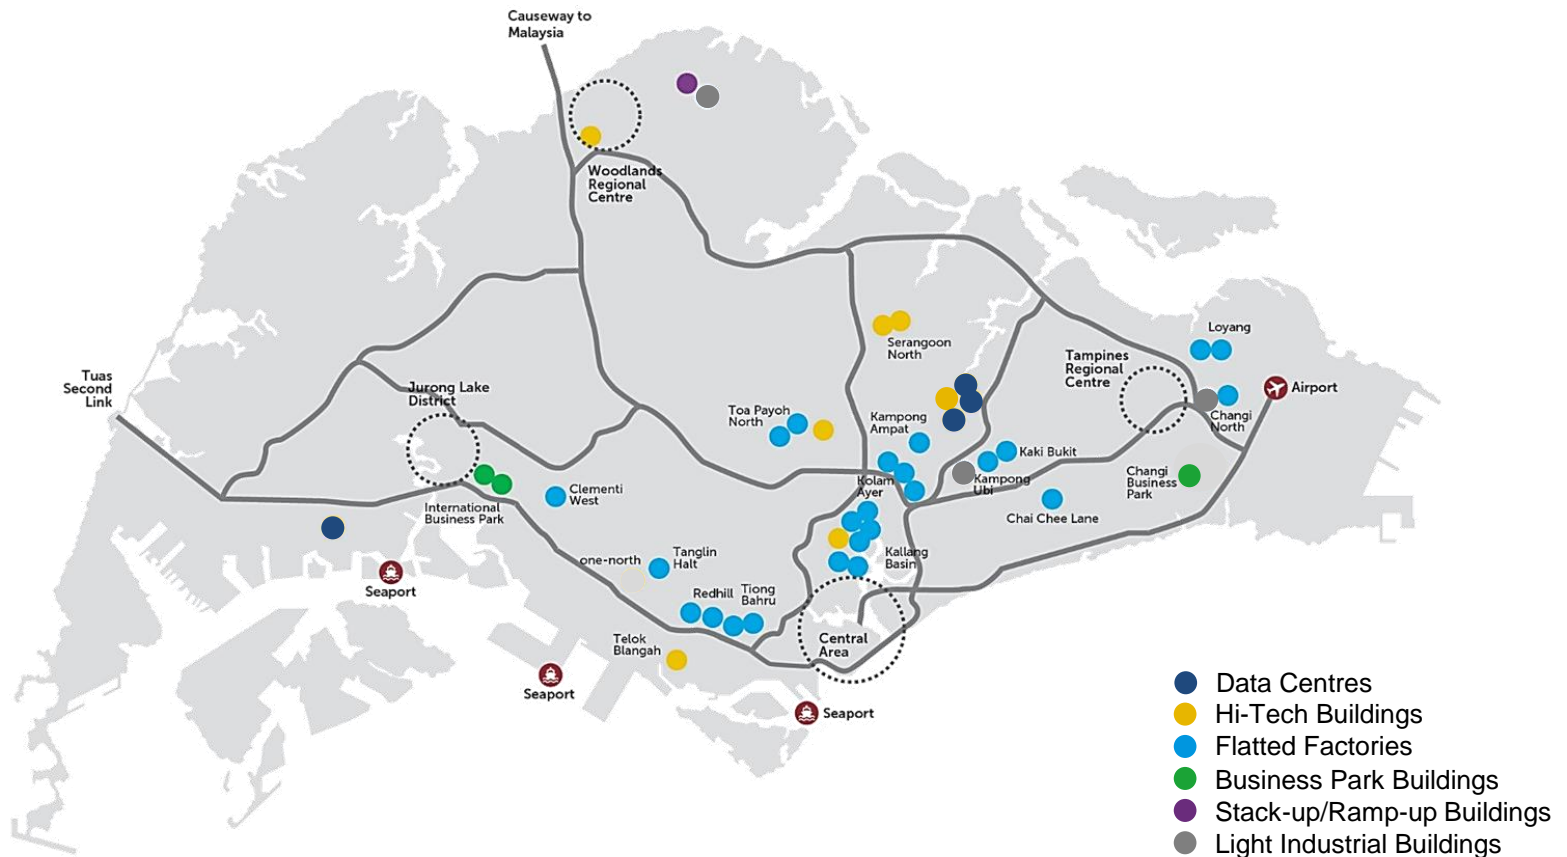 Causeway to
Malaysia
Woodlands
Regional
Centre
Serangoon
North
Loyang
Tampines
Regional
Centre
Tuas
Second
Link
Jurong Lake
District
Airport
Toa Payoh
North
Kampong
Ampat
Changi
North
Kaki Bukit
Kolam
Ayer
Kampong
Ubi
Changi
Business
Park
Clementi
West
International
Business Park
Chai Chee Lane
one-north
Tanglin
Halt
Kallang
Basin
Seaport
Redhill
Tiong
Bahru
Telok
Blangah
Central
Area
Seaport
Seaport
Data Centres
Hi-Tech Buildings
Flatted Factories
Business Park Buildings
Stack-up/Ramp-up Buildings
Light Industrial Buildings